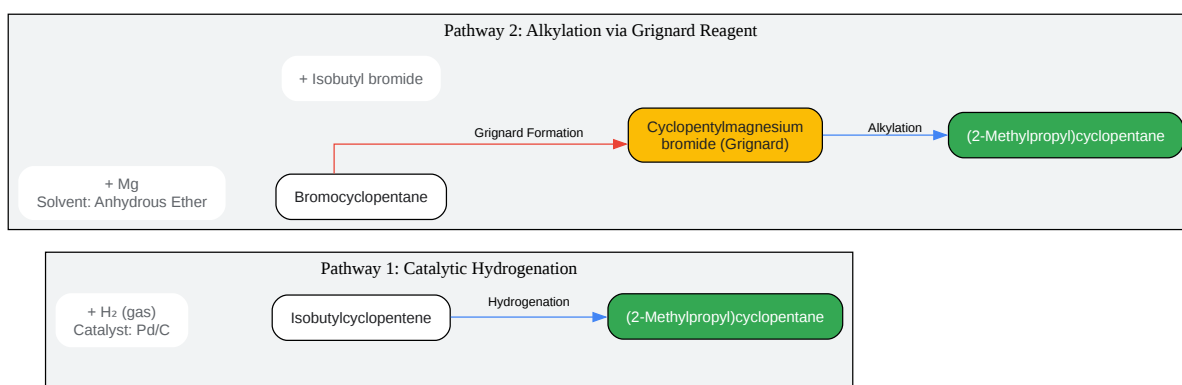 Pathway 2: Alkylation via Grignard Reagent
+ Isobutyl bromide
Grignard Formation
Cyclopentylmagnesium
bromide (Grignard)
Alkylation
(2-Methylpropyl)cyclopentane
+ Mg
Solvent: Anhydrous Ether
Bromocyclopentane
Pathway 1: Catalytic Hydrogenation
+ H₂ (gas)
Catalyst: Pd/C
Isobutylcyclopentene
Hydrogenation
(2-Methylpropyl)cyclopentane